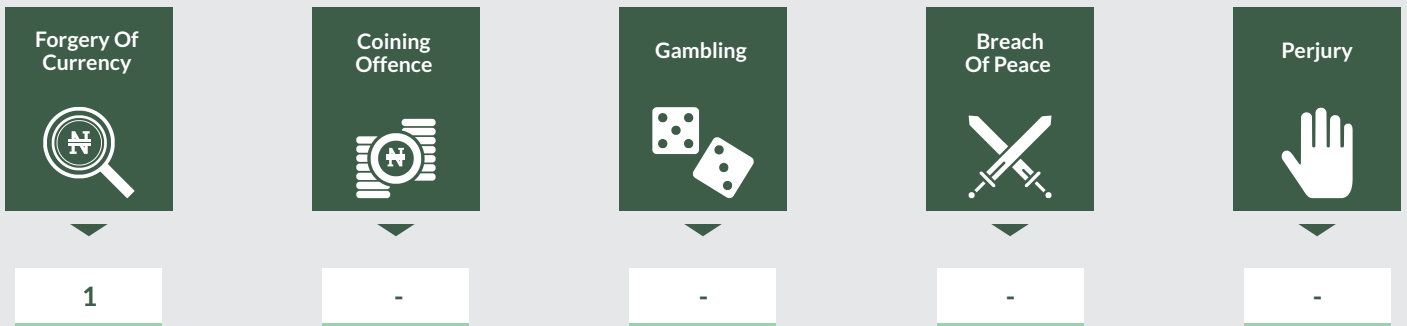 Forgery Of
Currency
Coining
Offence
Gambling
Breach
Of Peace
Perjury
₦
₦
1
-
-
-
-